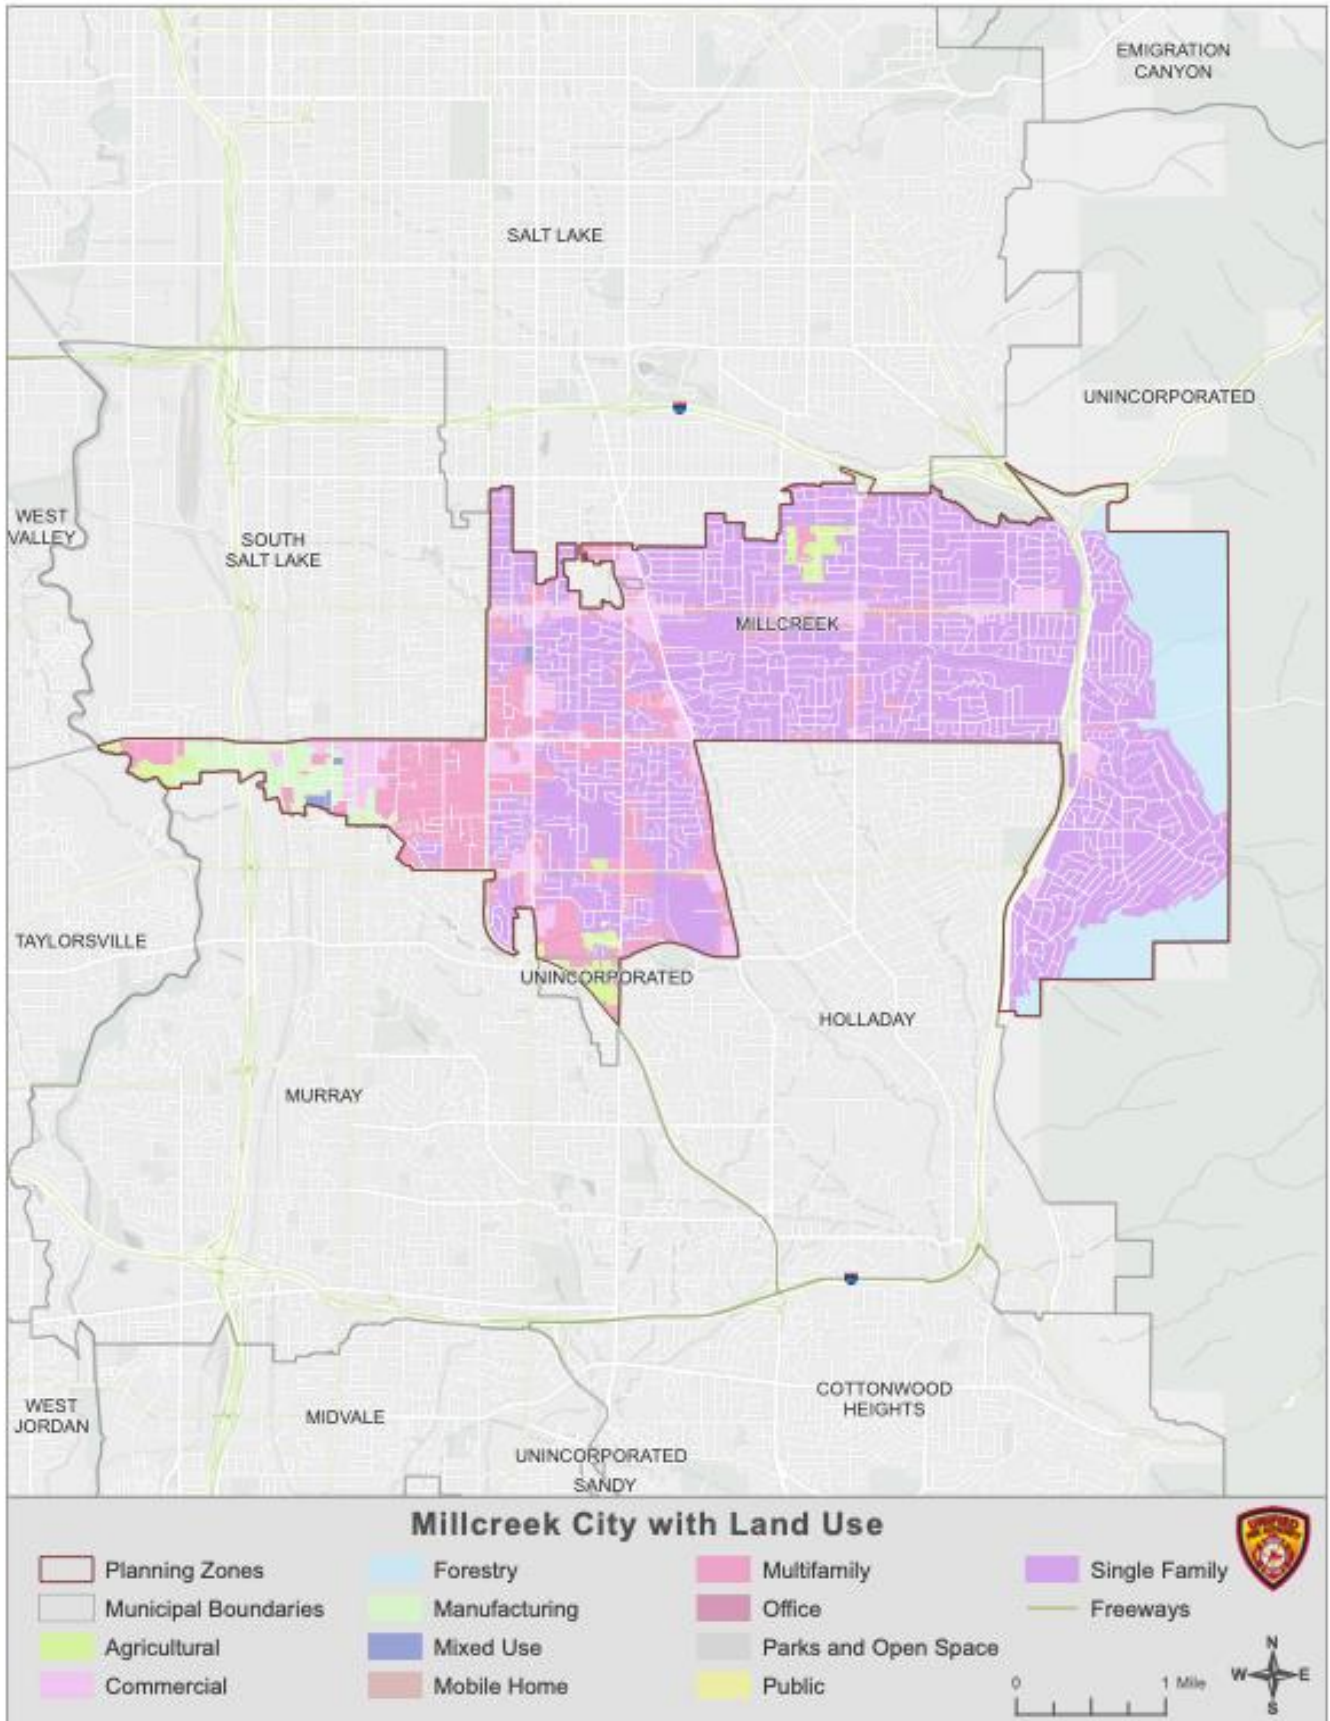 EMIGRATION
CANYON
SALT LAKE
UNINCORPORATED
WEST
VALLEY
SOUTH
SALT LAKE
MILLCREEK
TAYLORSVILLE
UNINCORPORATED
HOLLADAY
MURRAY
WEST
JORDAN
MIDVALE
COTTONWOOD
HEIGHTS
UNINCORPORATED
SANDY
Millcreek City with Land Use
Planning Zones
Municipal Boundaries
Agricultural
Commercial
Forestry
Manufacturing
Mixed Use
Mobile Home
Multifamily
Office
Parks and Open Space
Public
Single Family
Freeways
0 1 Mile
N
W E
S